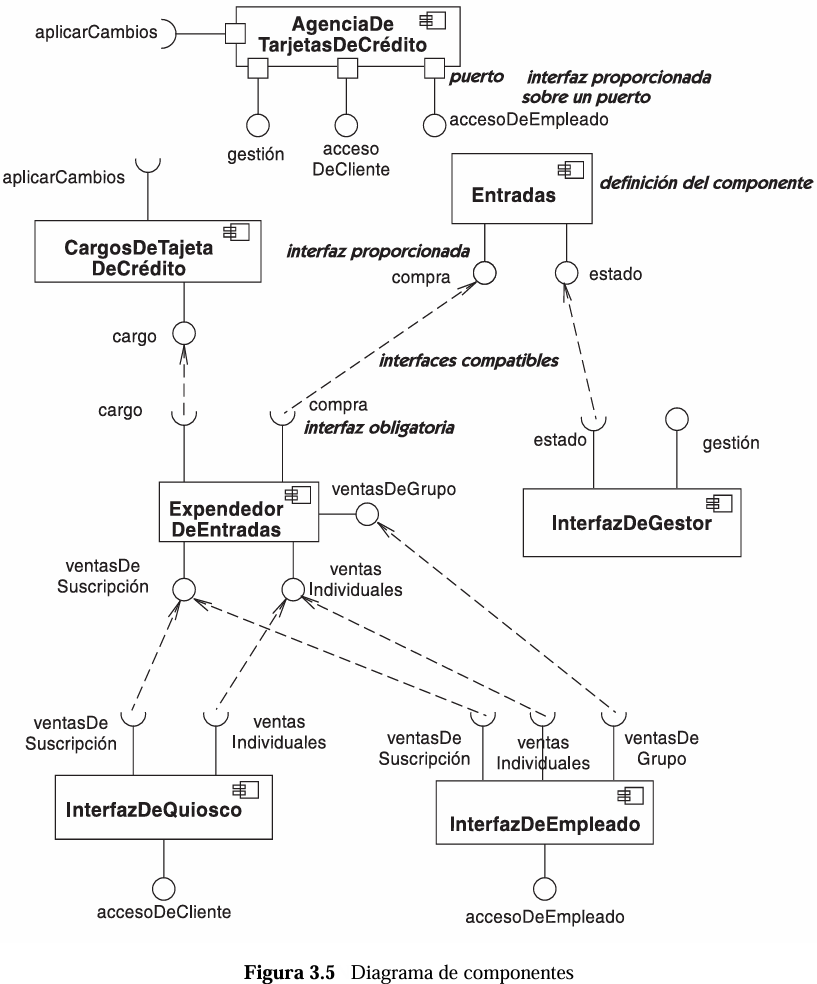 AgenciaDe
TarjetasDeCrédito
aplicarCambios
puerto
interfaz proporcionada
sobre un puerto
gestión
acceso
DeCliente
accesoDeEmpleado
aplicarCambios
CargosDeTajeta
DeCrédito
Entradas
definición del componente
interfaz proporcionada
compra
estado
cargo
interfaces compatibles
cargo
compra
interfaz obligatoria
estado
gestión
Expendedor
DeEntradas
ventasDeGrupo
InterfazDeGestor
ventasDe
Suscripción
ventas
Individuales
ventasDe
Suscripción
ventas
Individuales
ventasDe
Suscripción
ventas
Individuales
ventasDe
Grupo
InterfazDeQuiosco
InterfazDeEmpleado
accesoDeCliente
accesoDeEmpleado
Figura 3.5 Diagrama de componentes